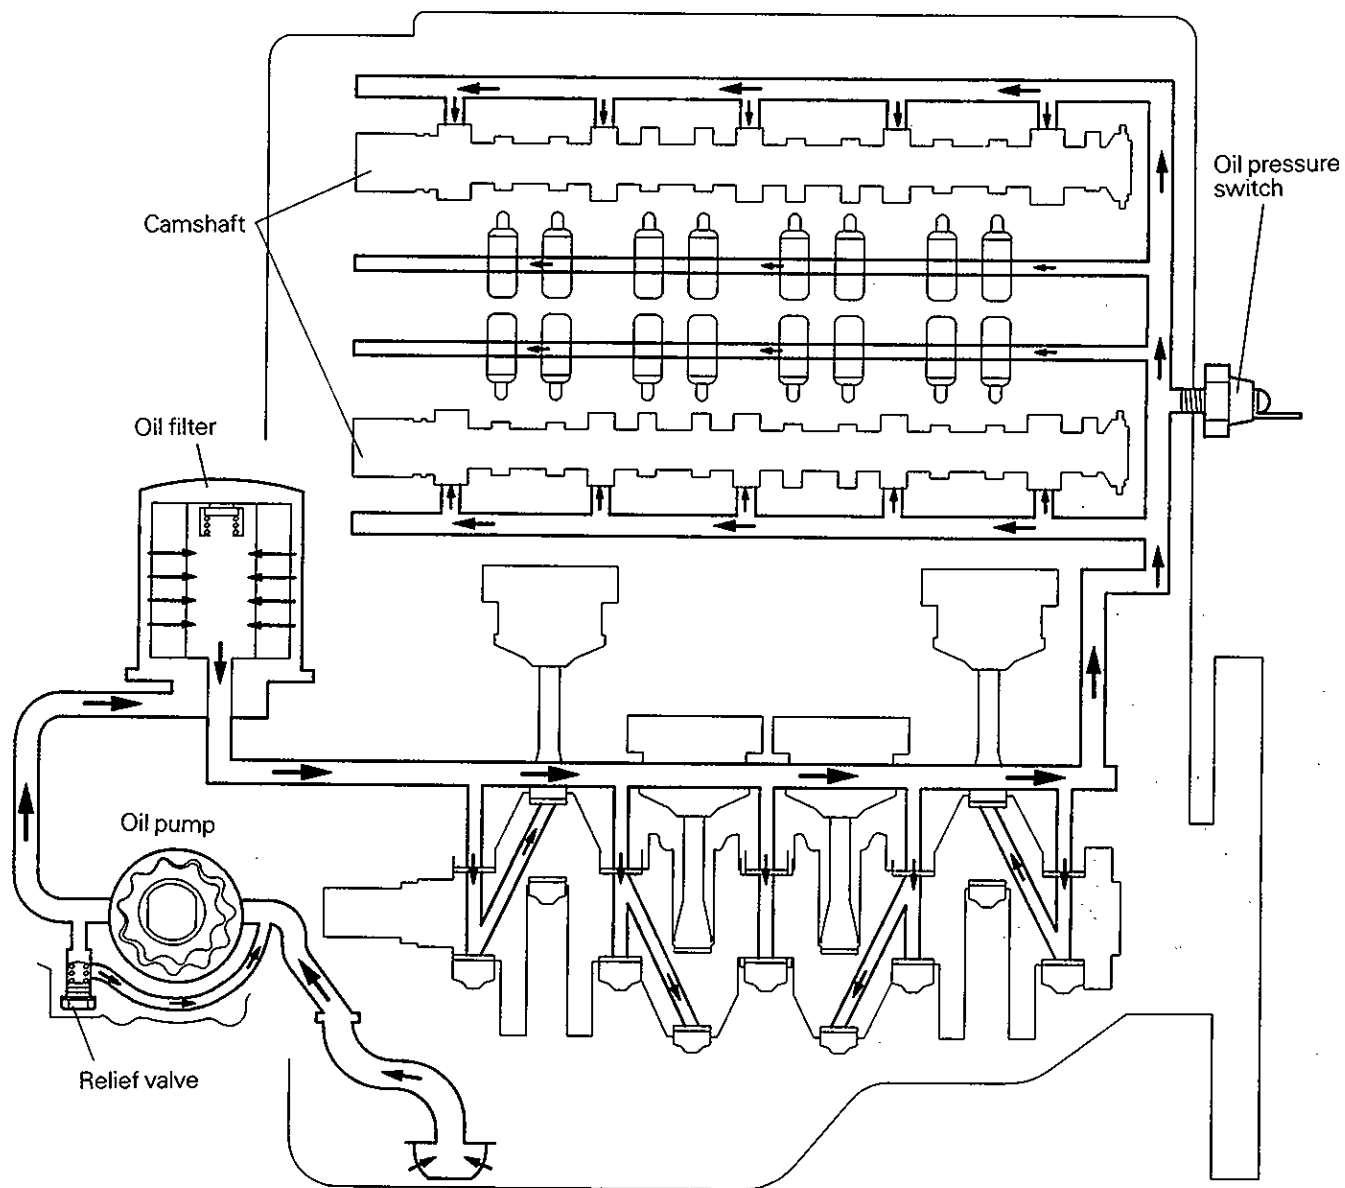 Oil pressure
switch
Camshaft
Oil filter
Oil pump
Relief valve